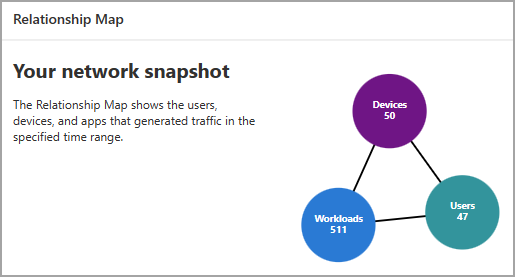 Relationship Map
Your network snapshot
The Relationship Map shows the users,
devices, and apps that generated traffic in the
specified time range.
Devices
50
Workloads
511
Users
47